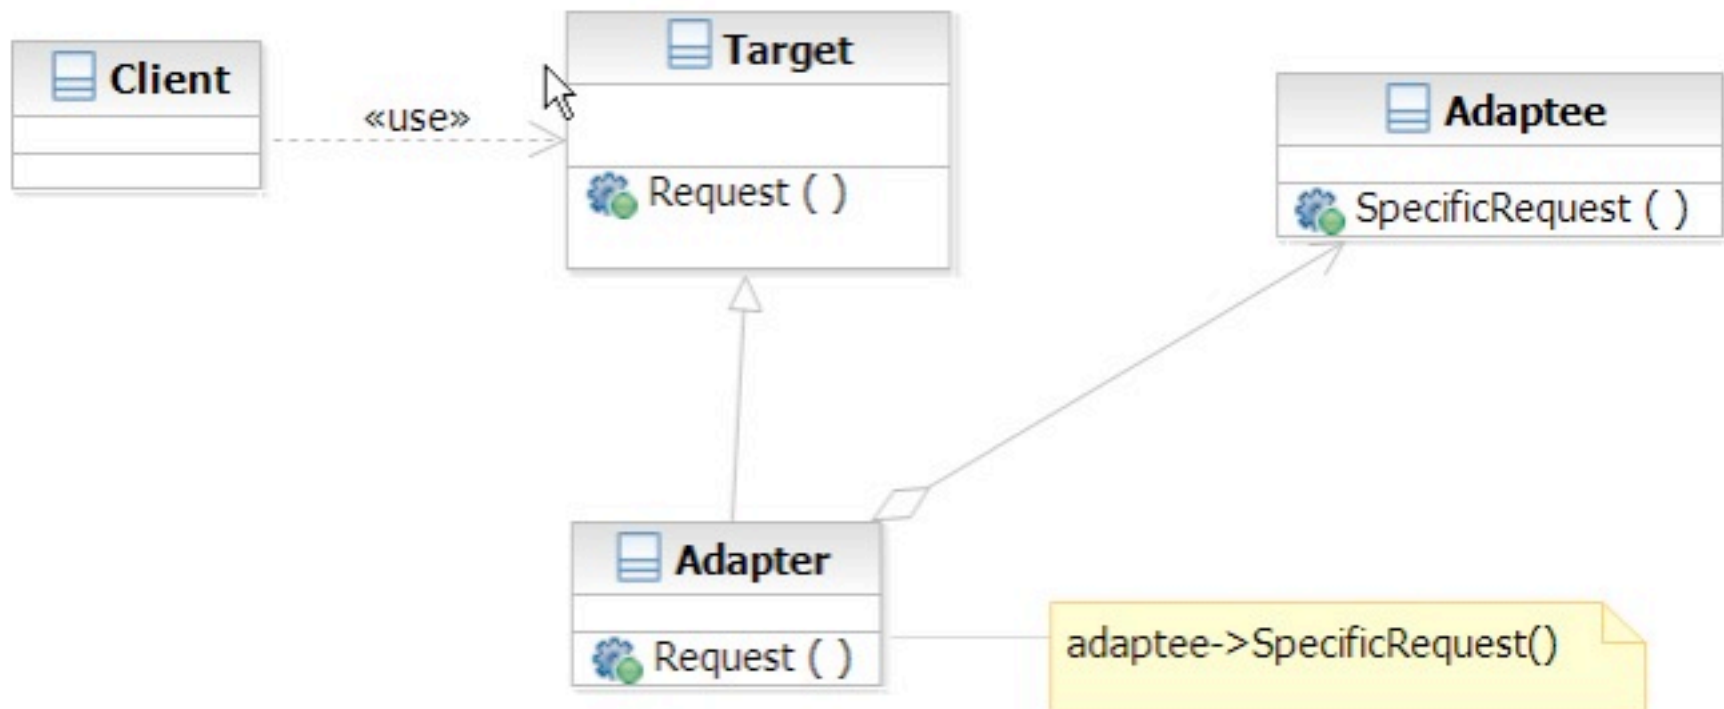 Client
«use»
Target
Request ( )
Adaptee
SpecificRequest ( )
Adapter
Request ( )
adaptee->SpecificRequest()